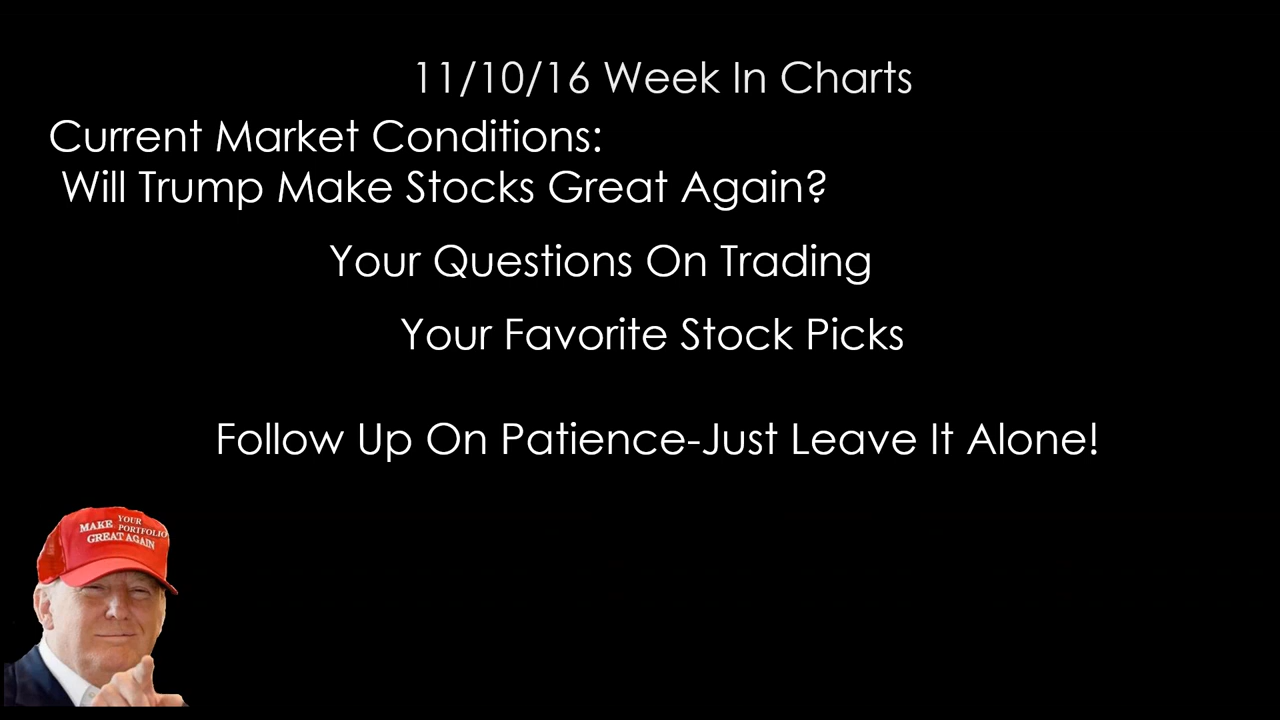 11/10/16 Week In Charts
Current Market Conditions:
Will Trump Make Stocks Great Again?
Your Questions On Trading
Your Favorite Stock Picks
Follow Up On Patience-Just Leave It Alone!
MAKE YOUR PORTFOLIO
GREAT AGAIN